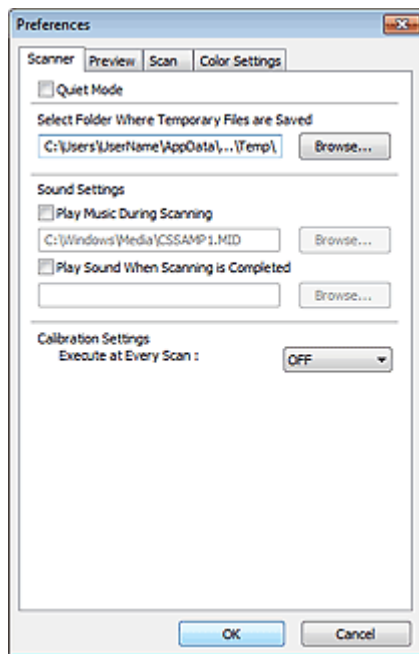 Preferences
Scanner Preview Scan Color Settings
Quiet Mode
Select Folder Where Temporary Files are Saved
C:\Users\UserName\AppData\,...\Temp\, Browse...
Sound Settings
Play Music During Scanning
C:\Windows\Media\CSSAMP1.MID Browse...
Play Sound When Scanning is Completed
Browse...
Calibration Settings
Execute at Every Scan : OFF
OK Cancel